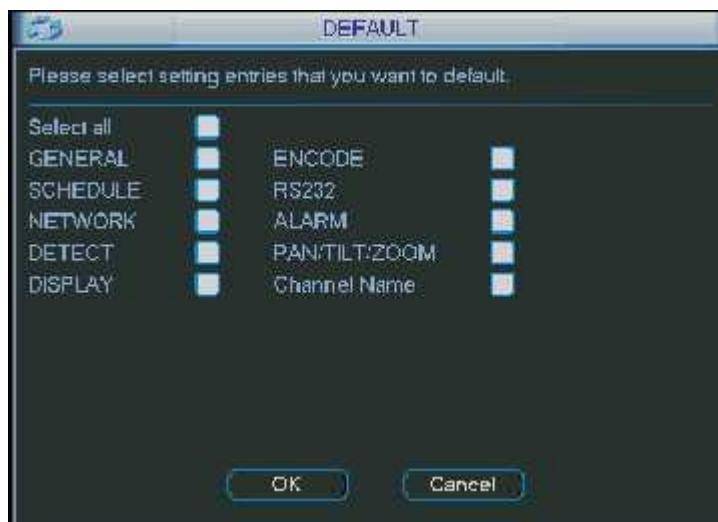 DEFAULT
Please select setting entries that you want to default.
Select all
GENERAL ENCODE
SCHEDULE RS232
NETWORK ALARM
DETECT PAN/TILT/ZOOM
DISPLAY Channel Name
OK Cancel